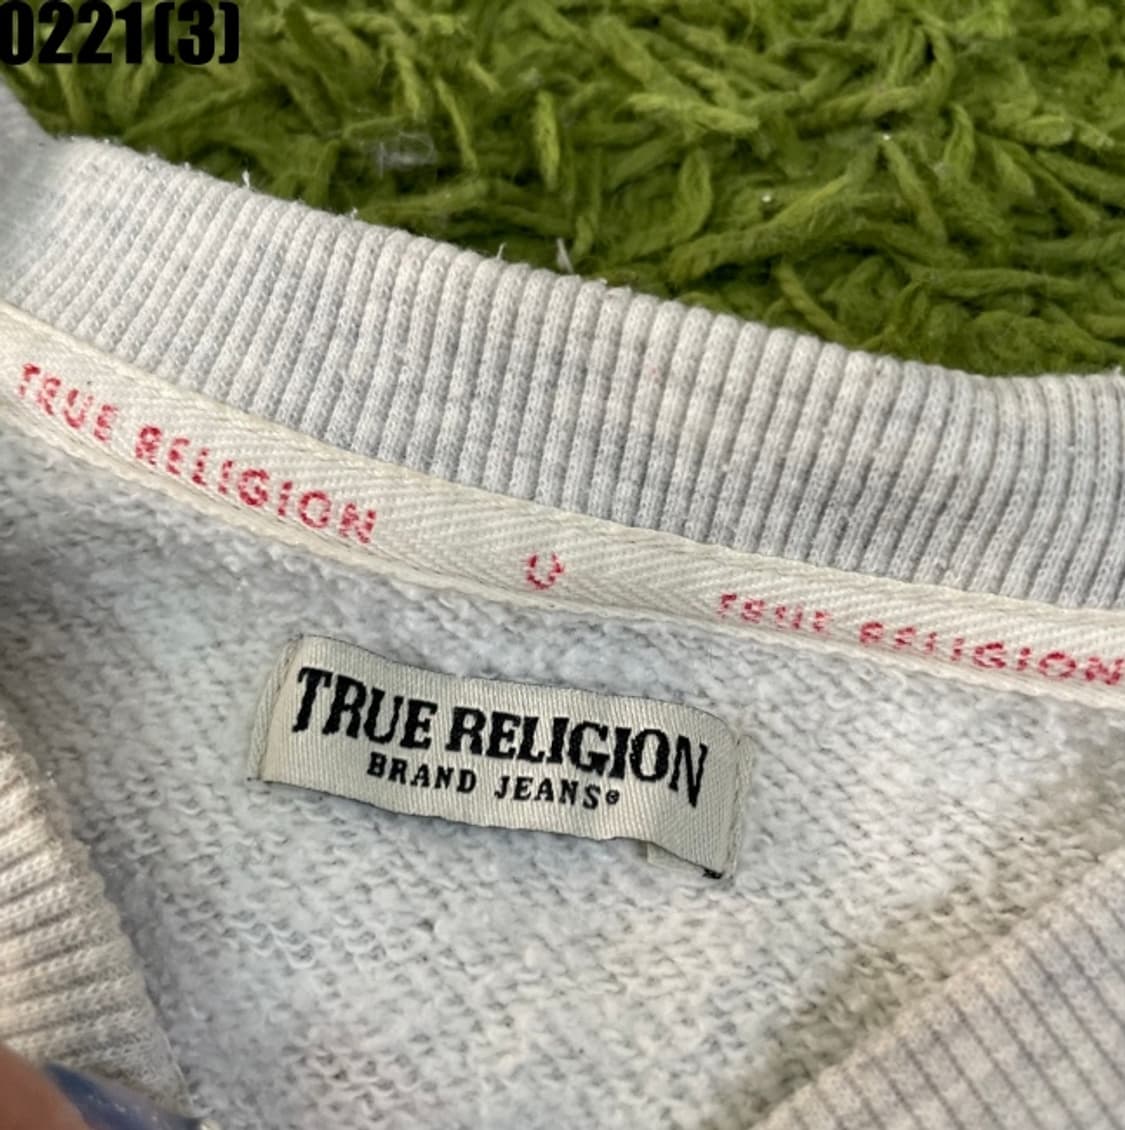 0221(3)
TRUE RELIGION
TRUE RELIGION
TRUE RELIGION
BRAND JEANS®